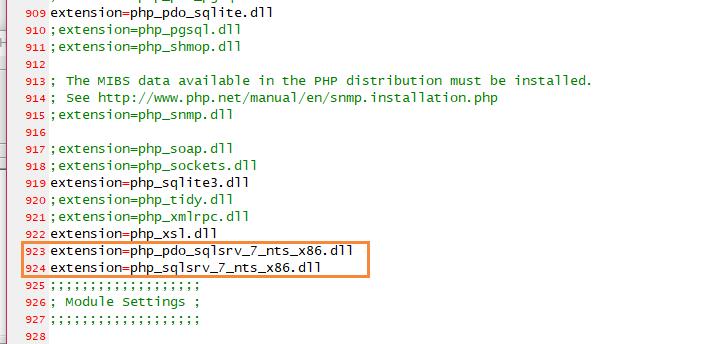 909 extension=php_pdo_sqlite.dll
910 ;extension=php_pgsql.dll
911 ;extension=php_shmop.dll
912
913 ; The MIBS data available in the PHP distribution must be installed.
914 ; See http://www.php.net/manual/en/snmp.installation.php
915 ;extension=php_snmp.dll
916
917 ;extension=php_soap.dll
918 ;extension=php_sockets.dll
919 extension=php_sqlite3.dll
920 ;extension=php_tidy.dll
921 ;extension=php_xmlrpc.dll
922 extension=php_xsl.dll
923 extension=php_pdo_sqlsrv_7_nts_x86.dll
924 extension=php_sqlsrv_7_nts_x86.dll
925 ;;;;;;;;;;;;;;;;;;;
926 ; Module Settings ;
927 ;;;;;;;;;;;;;;;;;;;
928